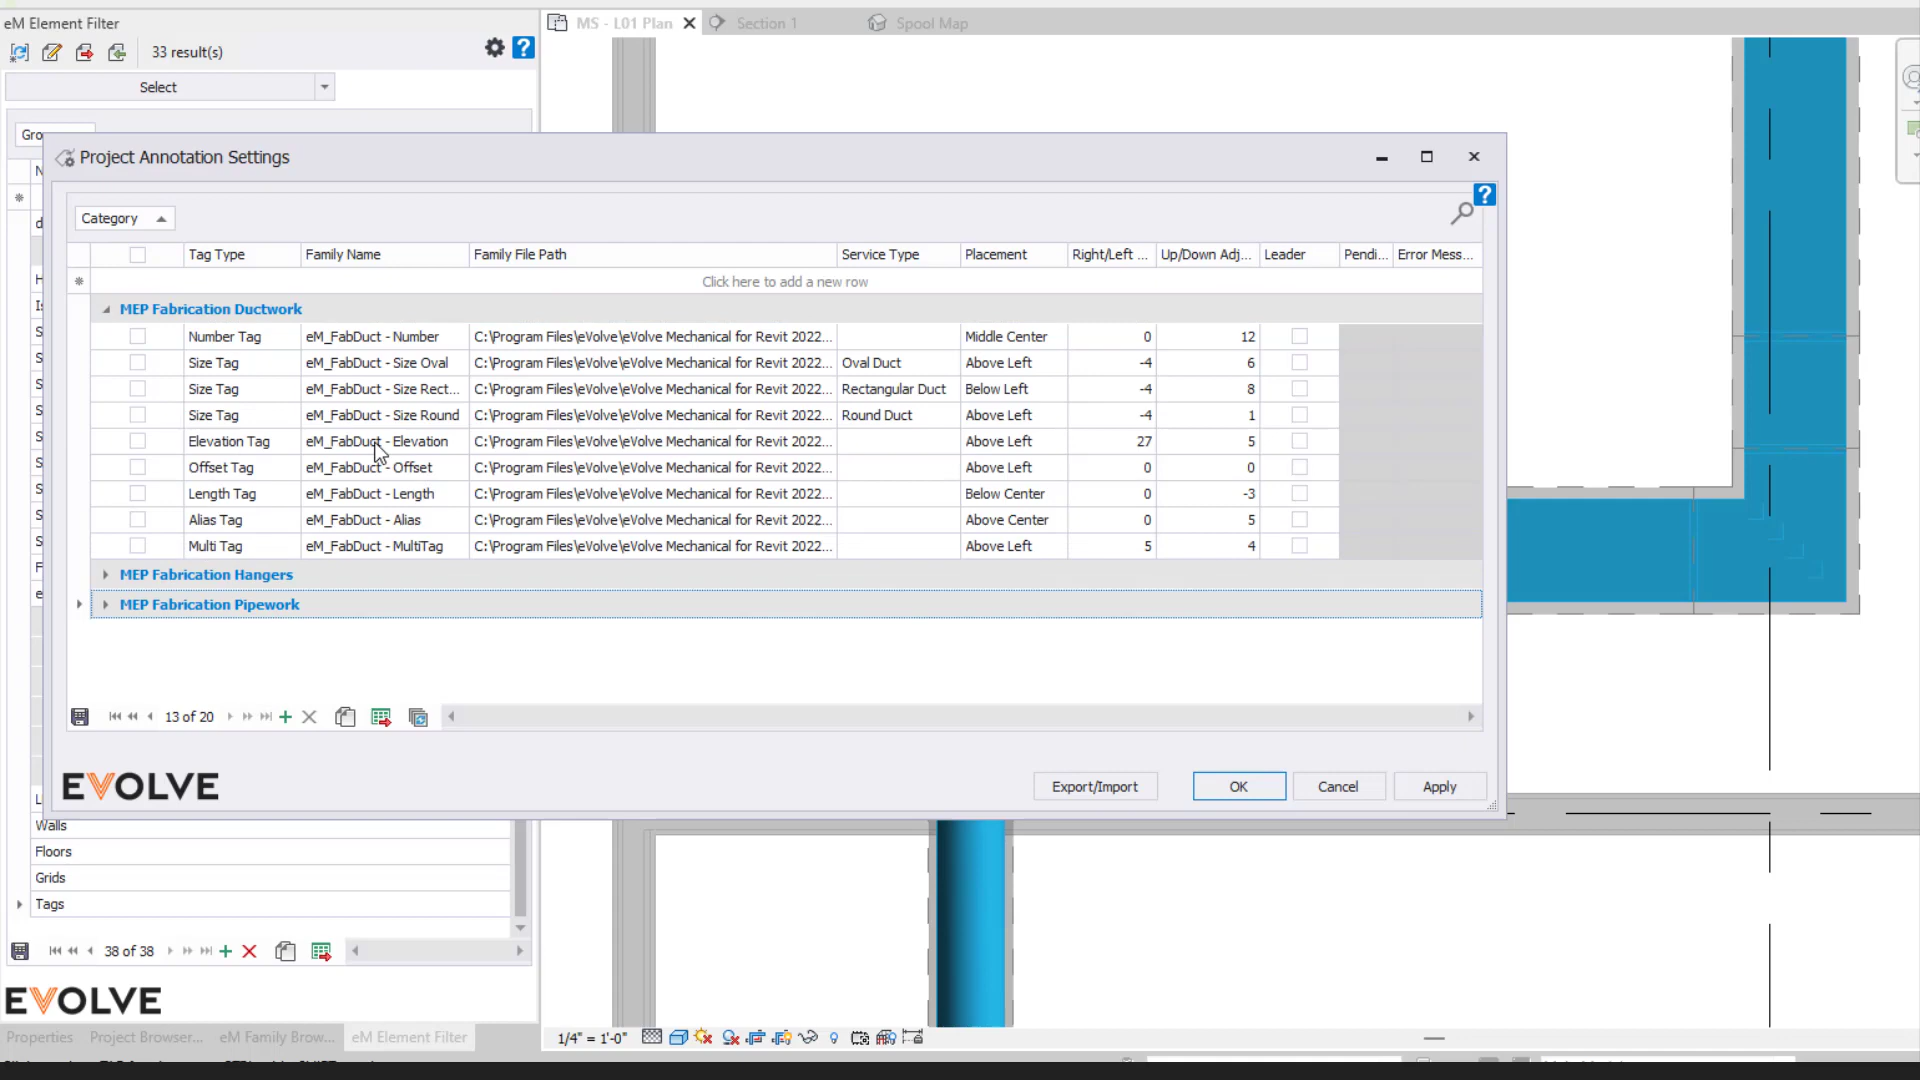 eM Element Filter
33 result(s)
Select
MS - L01 Plan
Section 1
Spool Map
Project Annotation Settings
Category
Tag Type Family Name Family File Path Service Type Placement Right/Left ... Up/Down Adj... Leader Pendi... Error Mess...
Click here to add a new row
MEP Fabrication Ductwork
Number Tag eM_FabDuct - Number C:\Program Files\eVolve\eVolve Mechanical for Revit 2022... Middle Center 0 12
Size Tag eM_FabDuct - Size Oval C:\Program Files\eVolve\eVolve Mechanical for Revit 2022... Oval Duct Above Left -4 6
Size Tag eM_FabDuct - Size Rect... C:\Program Files\eVolve\eVolve Mechanical for Revit 2022... Rectangular Duct Below Left -4 8
Size Tag eM_FabDuct - Size Round C:\Program Files\eVolve\eVolve Mechanical for Revit 2022... Round Duct Above Left -4 1
Elevation Tag eM_FabDuct - Elevation C:\Program Files\eVolve\eVolve Mechanical for Revit 2022... Above Left 27 5
Offset Tag eM_FabDuct - Offset C:\Program Files\eVolve\eVolve Mechanical for Revit 2022... Above Left 0 0
Length Tag eM_FabDuct - Length C:\Program Files\eVolve\eVolve Mechanical for Revit 2022... Below Center 0 -3
Alias Tag eM_FabDuct - Alias C:\Program Files\eVolve\eVolve Mechanical for Revit 2022... Above Center 0 5
Multi Tag eM_FabDuct - MultiTag C:\Program Files\eVolve\eVolve Mechanical for Revit 2022... Above Left 5 4
MEP Fabrication Hangers
MEP Fabrication Pipework
13 of 20
EVOLVE
Export/Import
OK
Cancel
Apply
Walls
Floors
Grids
Tags
38 of 38
EVOLVE
Properties Project Browser... eM Family Brow... eM Element Filter
1/4" = 1'-0"